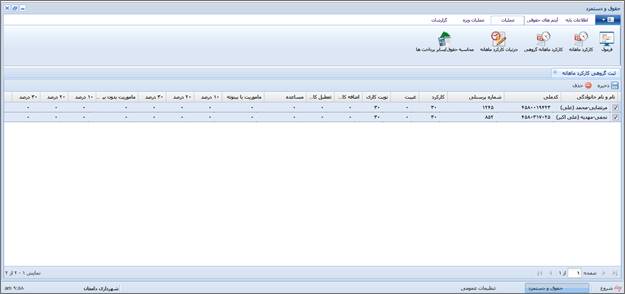 حقوق و دستمزد
اطلاعات پایه آیتم های حقوقی عملیات عملیات ویژه گزارشات
فرمول کارکرد ماهانه کارکرد ماهانه گروهی جزئیات کارکرد ماهانه محاسبه حقوق/سایر پرداخت ها
ثبت گروهی کارکرد ماهانه
ذخیره حذف
نام و نام خانوادگی کدملی شماره پرسنلی کارکرد غیبت نوبت کاری اضافه کا... تعطیل کا... مساعده ماموریت با بیتوته ۱۰ درصد ۲۰ درصد ۳۰ درصد ماموریت بدون بی... ۱۰ درصد ۲۰ درصد ۳۰ درصد
مرتضایی-محمد (علی) ۴۵۸۰۰۱۹۴۲۳ ۱۲۴۵ ۳۰ ۰ ۳۰ ۰ ۰ ۰ ۰ ۰ ۰ ۰ ۰ ۰ ۰ ۰
نجفی-مهدیه (علی اکبر) ۴۵۸۰۳۱۷۰۲۵ ۸۵۲ ۳۰ ۰ ۳۰ ۰ ۰ ۰ ۰ ۰ ۰ ۰ ۰ ۰ ۰ ۰
صفحه: ۱ از ۱ نمایش ۱ - ۲ از ۲
شروع حقوق و دستمزد تنظیمات عمومی شهرداری دامغان ۹:۵۸ am